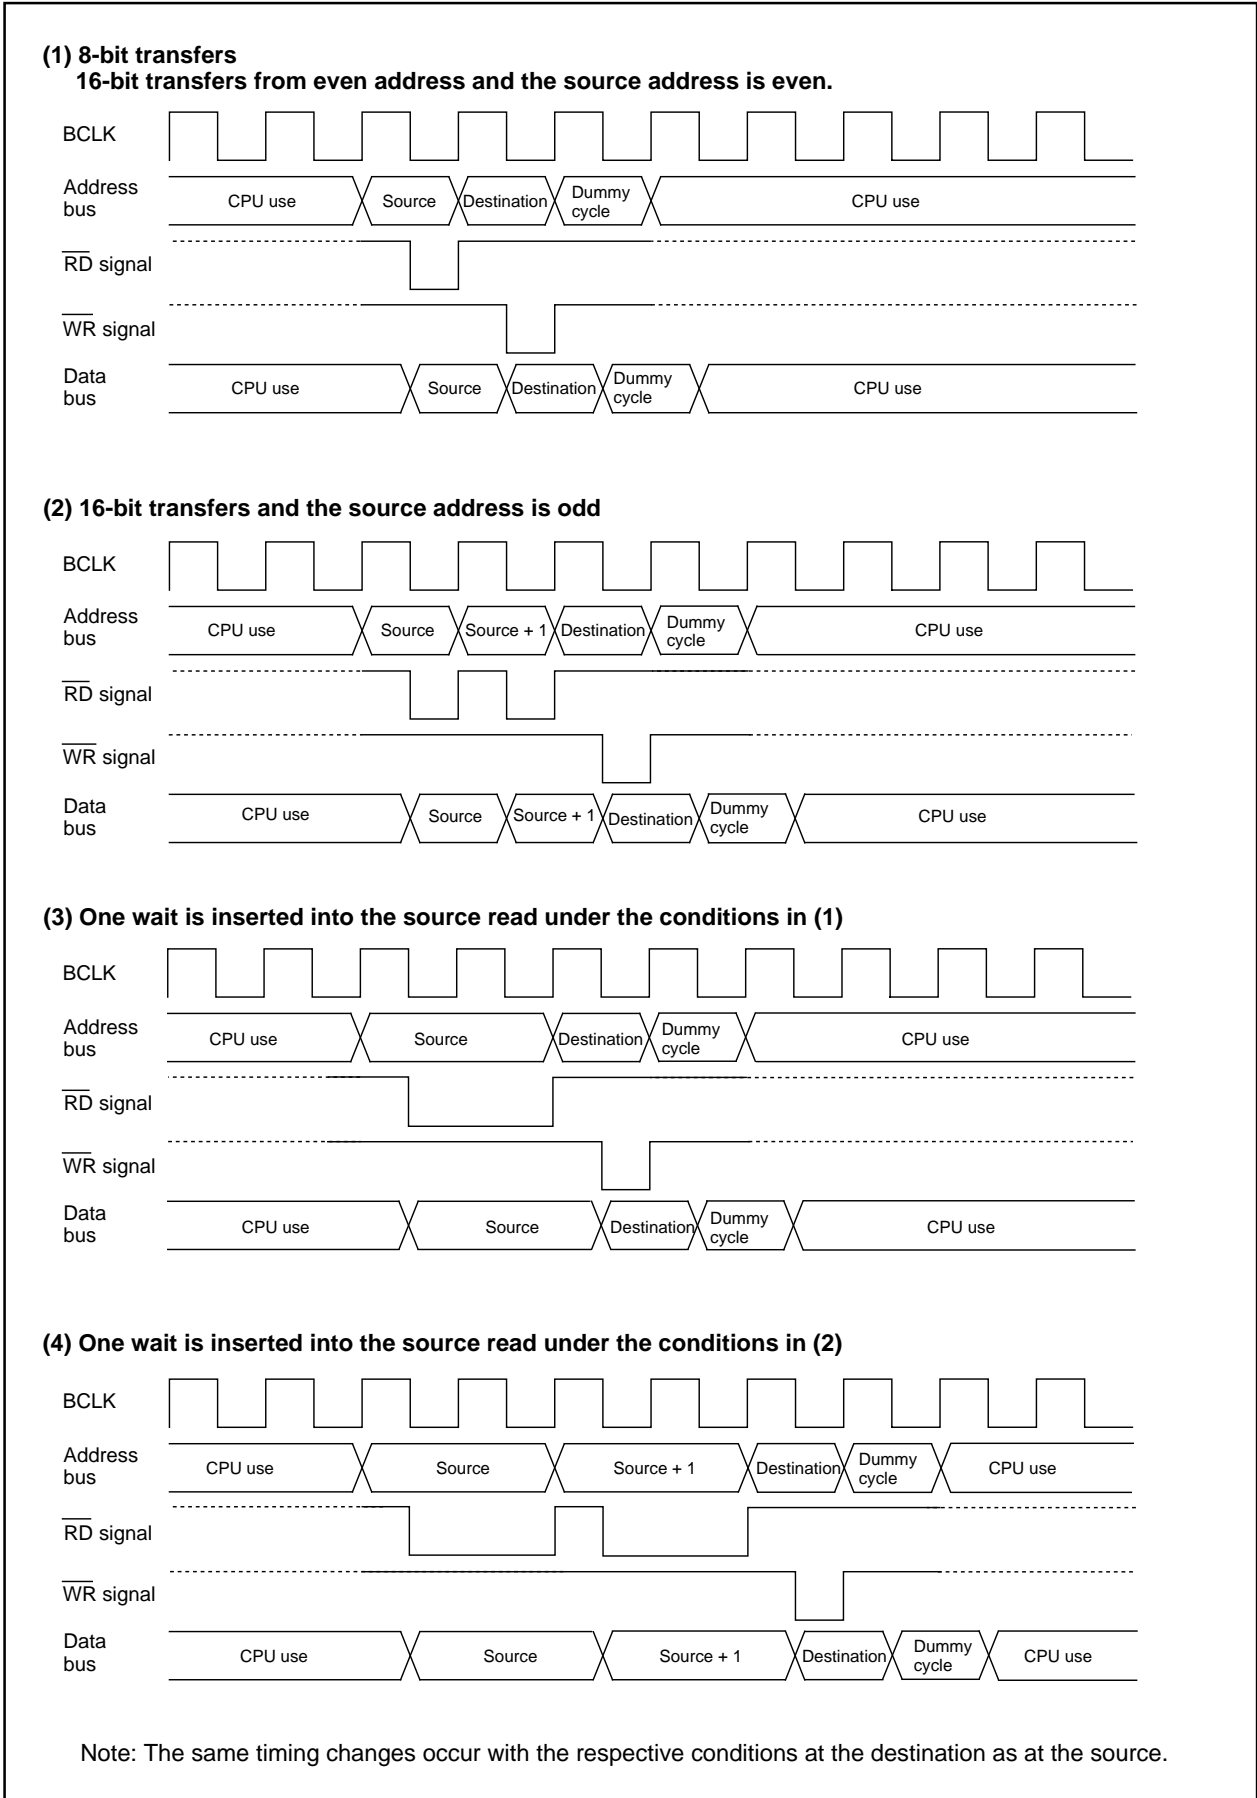 (1) 8-bit transfers
16-bit transfers from even address and the source address is even.
BCLK
Address
bus
CPU use
Source
Destination
Dummy
cycle
CPU use
RD signal
WR signal
Data
bus
CPU use
Source
Destination
Dummy
cycle
CPU use
(2) 16-bit transfers and the source address is odd
BCLK
Address
bus
CPU use
Source
Source + 1
Destination
Dummy
cycle
CPU use
RD signal
WR signal
Data
bus
CPU use
Source
Source + 1
Destination
Dummy
cycle
CPU use
(3) One wait is inserted into the source read under the conditions in (1)
BCLK
Address
bus
CPU use
Source
Destination
Dummy
cycle
CPU use
RD signal
WR signal
Data
bus
CPU use
Source
Destination
Dummy
cycle
CPU use
(4) One wait is inserted into the source read under the conditions in (2)
BCLK
Address
bus
CPU use
Source
Source + 1
Destination
Dummy
cycle
CPU use
RD signal
WR signal
Data
bus
CPU use
Source
Source + 1
Destination
Dummy
cycle
CPU use
Note: The same timing changes occur with the respective conditions at the destination as at the source.